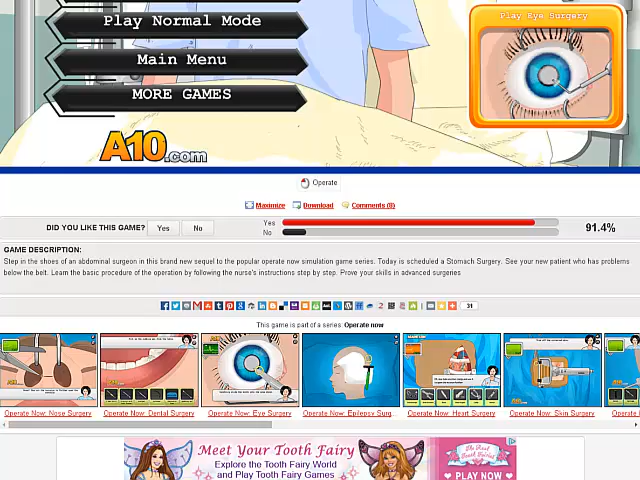 Play Normal Mode
Main Menu
MORE GAMES
Play Eye Surgery
A10.com
Operate
Maximize Download Comments (8)
DID YOU LIKE THIS GAME? Yes No Yes No 91.4%
GAME DESCRIPTION:
Step in the shoes of an abdominal surgeon in this brand new sequel to the popular operate now simulation game series. Today is scheduled a Stomach Surgery. See your new patient who has problems
below the belt. Learn the basic procedure of the operation by following the nurse's instructions step by step. Prove your skills in advanced surgeries
31
This game is part of a series: Operate now
Operate Now: Nose Surgery Operate Now: Dental Surgery Operate Now: Eye Surgery Operate Now: Epilepsy Surg... Operate Now: Heart Surgery Operate Now: Skin Surgery Operate
Meet Your Tooth Fairy
Explore the Tooth Fairy World
and Play Tooth Fairy Games
The Real
Tooth Fairies
PLAY NOW